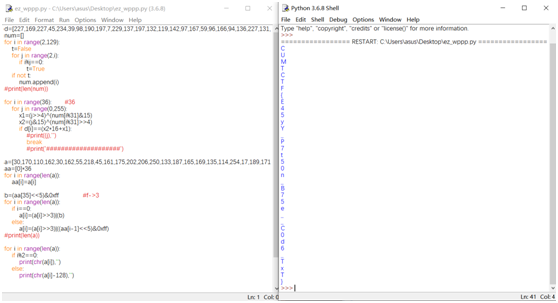 ez_wppp.py (3.6.8)
File Edit Format Run Options Window Help
d=[227,169,227,45,234,39,98,190,197,7,229,137,197,132,119,142,97,167,59,96,66,94,136,227,131,
num=[]
for i in range(2,129):
t=False
for j in range(2,i):
if i%j==0:
t=True
if not t:
num.append(i)
#print(len(num))
for i in range(36): #36
for j in range(0,255):
x1=(j>>4)^(num[i%31]&15)
x2=(j&15)^(num[i%31]>>4)
if d[i]==(x2*16+x1):
#print((j),'')
break
#print('####################')
a=[30,170,110,162,30,162,55,218,45,161,175,202,206,250,133,187,165,169,135,114,254,17,189,171
aa=[0]*36
for i in range(len(a)):
aa[i]=a[i]
b=(aa[35]<<5)&0xff #f->3
for i in range(len(a)):
if i==0:
a[i]=(a[i]>>3)|(b)
else:
a[i]=(a[i]>>3)|((aa[i-1]<<5)&0xff)
#print(len(a))
for i in range(len(a)):
if i%2==0:
print(chr(a[i]),'')
else:
print(chr(a[i]-128),'')
Ln: 1 Col: 0
Python 3.6.8 Shell
File Edit Shell Debug Options Window Help
Type "help", "copyright", "credits" or "license()" for more information.
>>>
RESTART: C:\asus\Desktop\ez_wppp.py
C
U
M
T
C
T
F
{
E
4
5
y
Y
_
P
7
t
5
0
n
_
B
7
5
e
_
C
0
d
6
_
T
x
T
}
>>>
Ln: 41 Col: 4